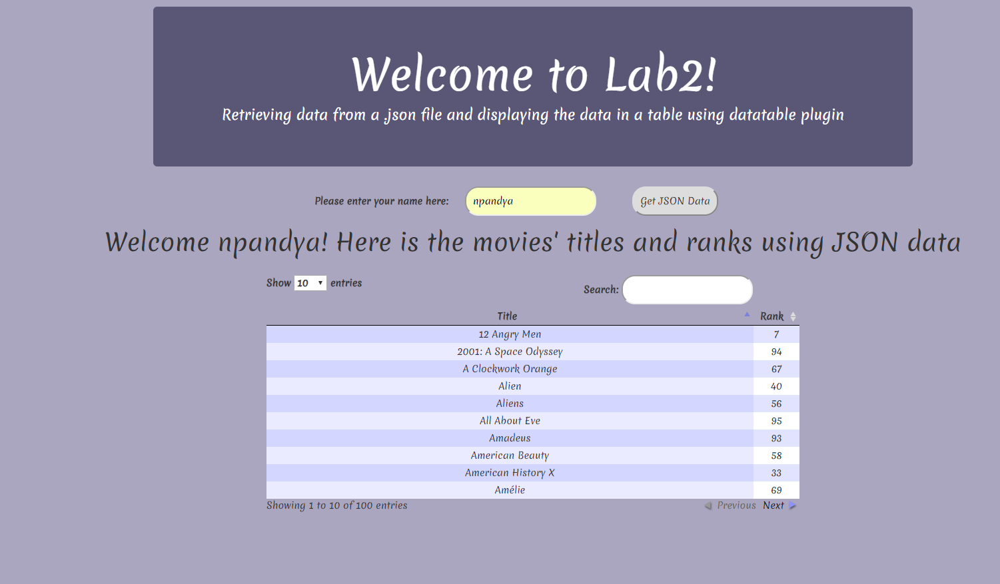 Welcome to Lab2!
Retrieving data from a .json file and displaying the data in a table using datatable plugin
Please enter your name here: npandya Get JSON Data
Welcome npandya! Here is the movies' titles and ranks using JSON data
Show 10 entries Search:
Title Rank
12 Angry Men 7
2001: A Space Odyssey 94
A Clockwork Orange 67
Alien 40
Aliens 56
All About Eve 95
Amadeus 93
American Beauty 58
American History X 33
Amélie 69
Showing 1 to 10 of 100 entries Previous Next